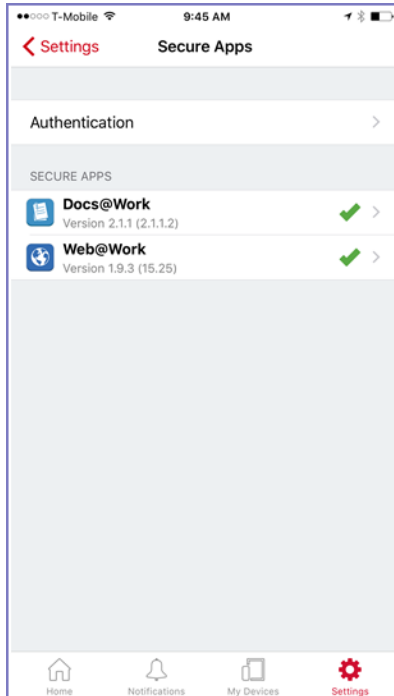 T-Mobile 9:45 AM
Settings Secure Apps
Authentication
SECURE APPS
Docs@Work
Version 2.1.1 (2.1.1.2)
Web@Work
Version 1.9.3 (15.25)
Home Notifications My Devices Settings